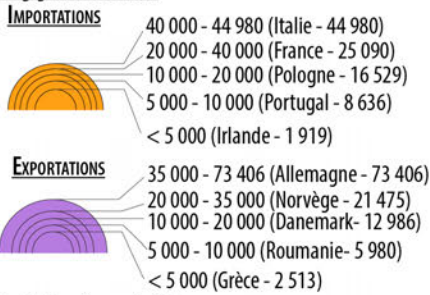 IMPORTATIONS
40 000 - 44 980 (Italie - 44 980)
20 000 - 40 000 (France - 25 090)
10 000 - 20 000 (Pologne - 16 529)
5 000 - 10 000 (Portugal - 8 636)
< 5 000 (Irlande - 1 919)
EXPORTATIONS
35 000 - 73 406 (Allemagne - 73 406)
20 000 - 35 000 (Norvège - 21 475)
10 000 - 20 000 (Danemark- 12 986)
5 000 - 10 000 (Roumanie- 5 980)
< 5 000 (Grèce - 2 513)